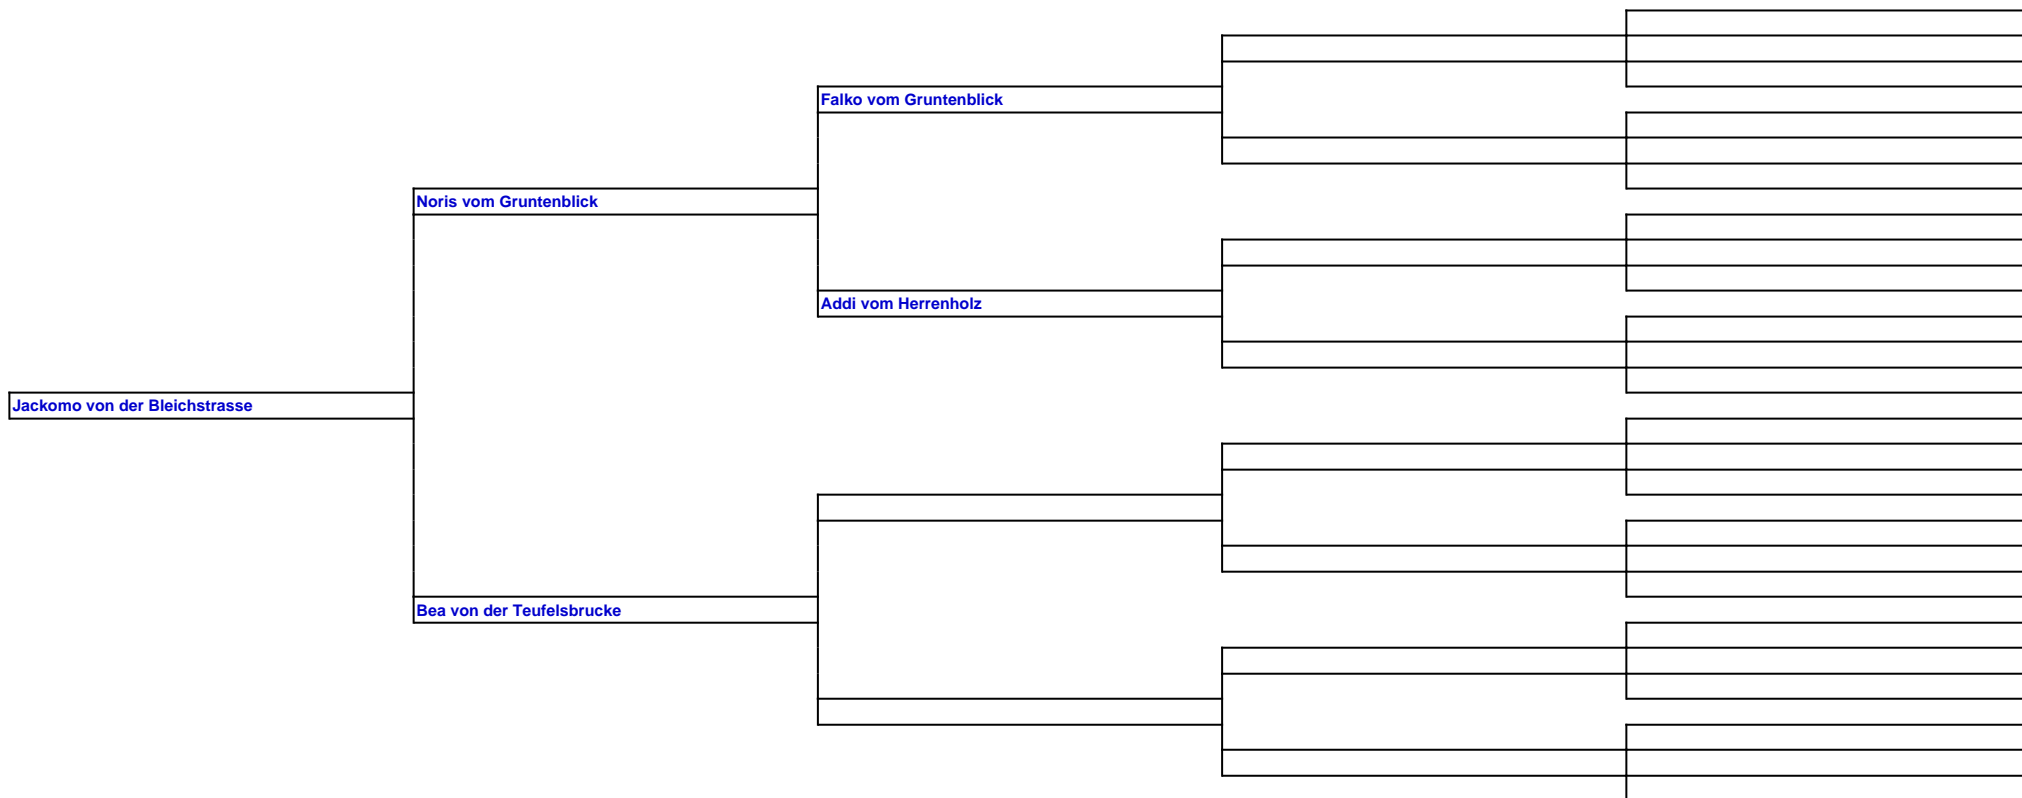 Falko vom Gruntenblick
Noris vom Gruntenblick
Addi vom Herrenholz
Jackomo von der Bleichstrasse
Bea von der Teufelsbrucke